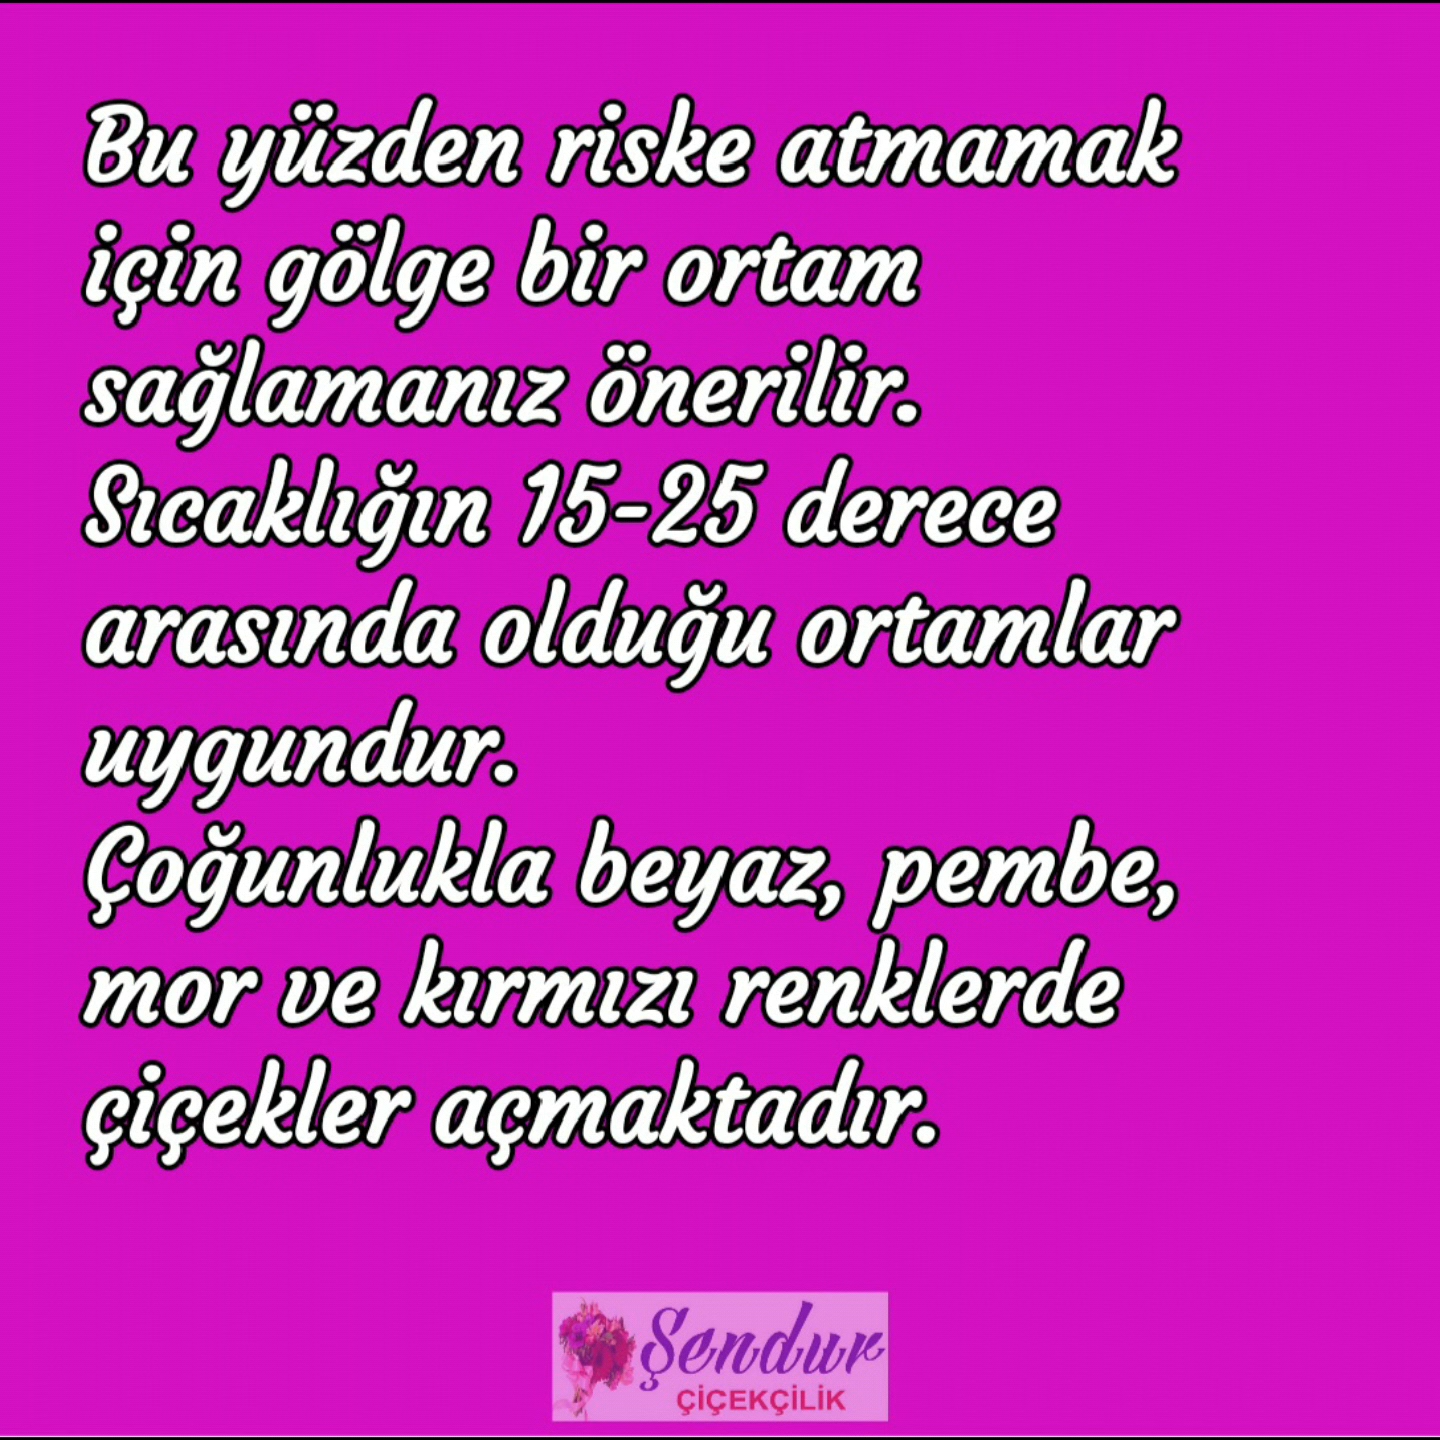 Bu yüzden riske atmamak
için gölge bir ortam
sağlamanız önerilir.
Sıcaklığın 15-25 derece
arasında olduğu ortamlar
uygundur.
Çoğunlukla beyaz, pembe,
mor ve kırmızı renklerde
çiçekler açmaktadır.
Şendur
ÇİÇEKÇİLİK